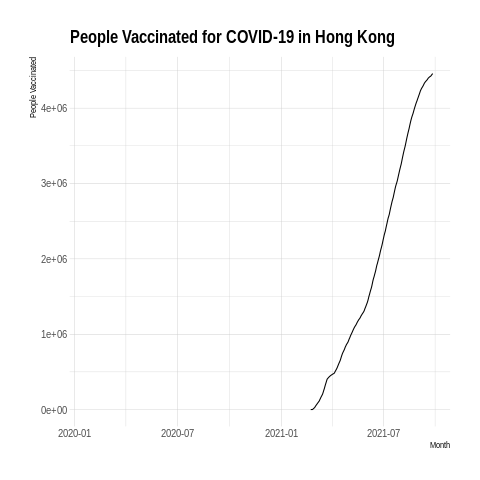 People Vaccinated for COVID-19 in Hong Kong
People Vaccinated
4e+06
3e+06
2e+06
1e+06
0e+00
2020-01 2020-07 2021-01 2021-07
Month